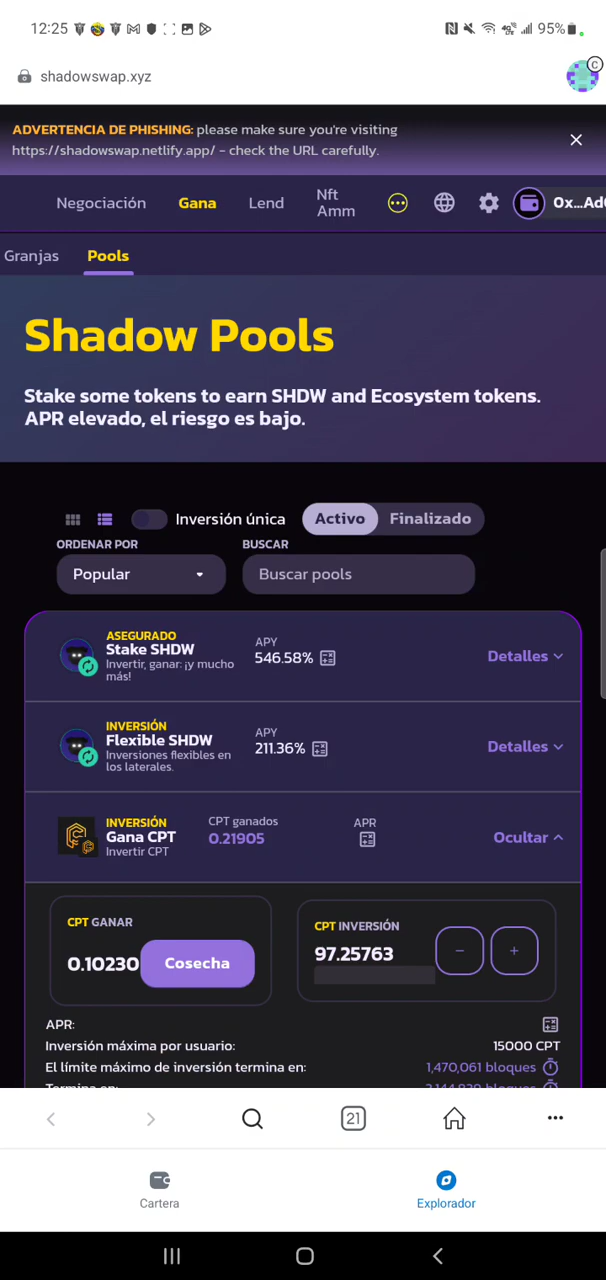 12:25
95%
shadowswap.xyz
C
ADVERTENCIA DE PHISHING: please make sure you're visiting
https://shadowswap.netlify.app/ - check the URL carefully.
Negociación
Gana
Lend
Nft
Amm
0x...Ad
Granjas
Pools
Shadow Pools
Stake some tokens to earn SHDW and Ecosystem tokens.
APR elevado, el riesgo es bajo.
Inversión única
Activo
Finalizado
ORDENAR POR
BUSCAR
Popular
Buscar pools
ASEGURADO
Stake SHDW
Invertir, ganar: ¡y mucho
más!
APY
546.58%
Detalles
INVERSIÓN
Flexible SHDW
Inversiones flexibles en
los laterales.
APY
211.36%
Detalles
INVERSIÓN
Gana CPT
Invertir CPT
CPT ganados
0.21905
APR
Ocultar
CPT GANAR
0.10230
Cosecha
CPT INVERSIÓN
97.25763
APR:
Inversión máxima por usuario:
15000 CPT
El límite máximo de inversión termina en:
1,470,061 bloques
21
Cartera
Explorador